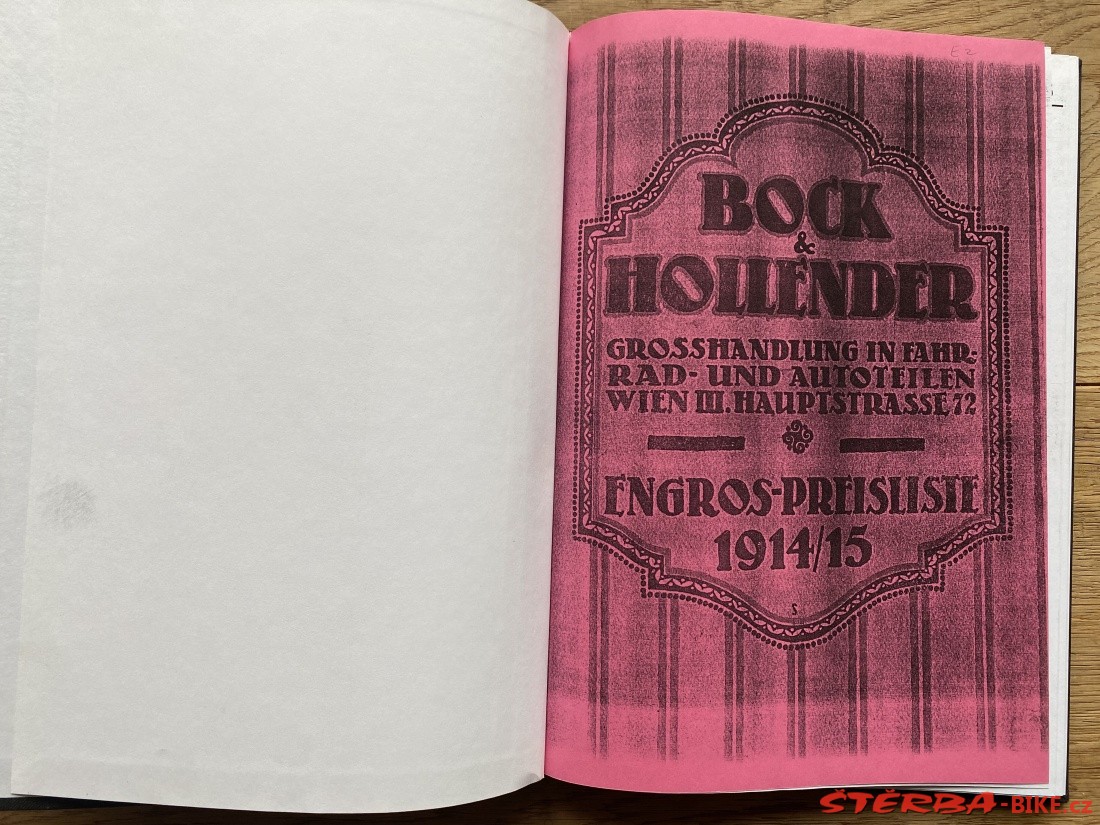 E2
BOCK
&
HOLLENDER
GROSSHANDLUNG IN FAHR-
RAD- UND AUTOTEILEN
WIEN III. HAUPTSTRASSE 72
ENGROS-PREISLISTE
1914/15
S
ŠTĚRBA-BIKE.cz